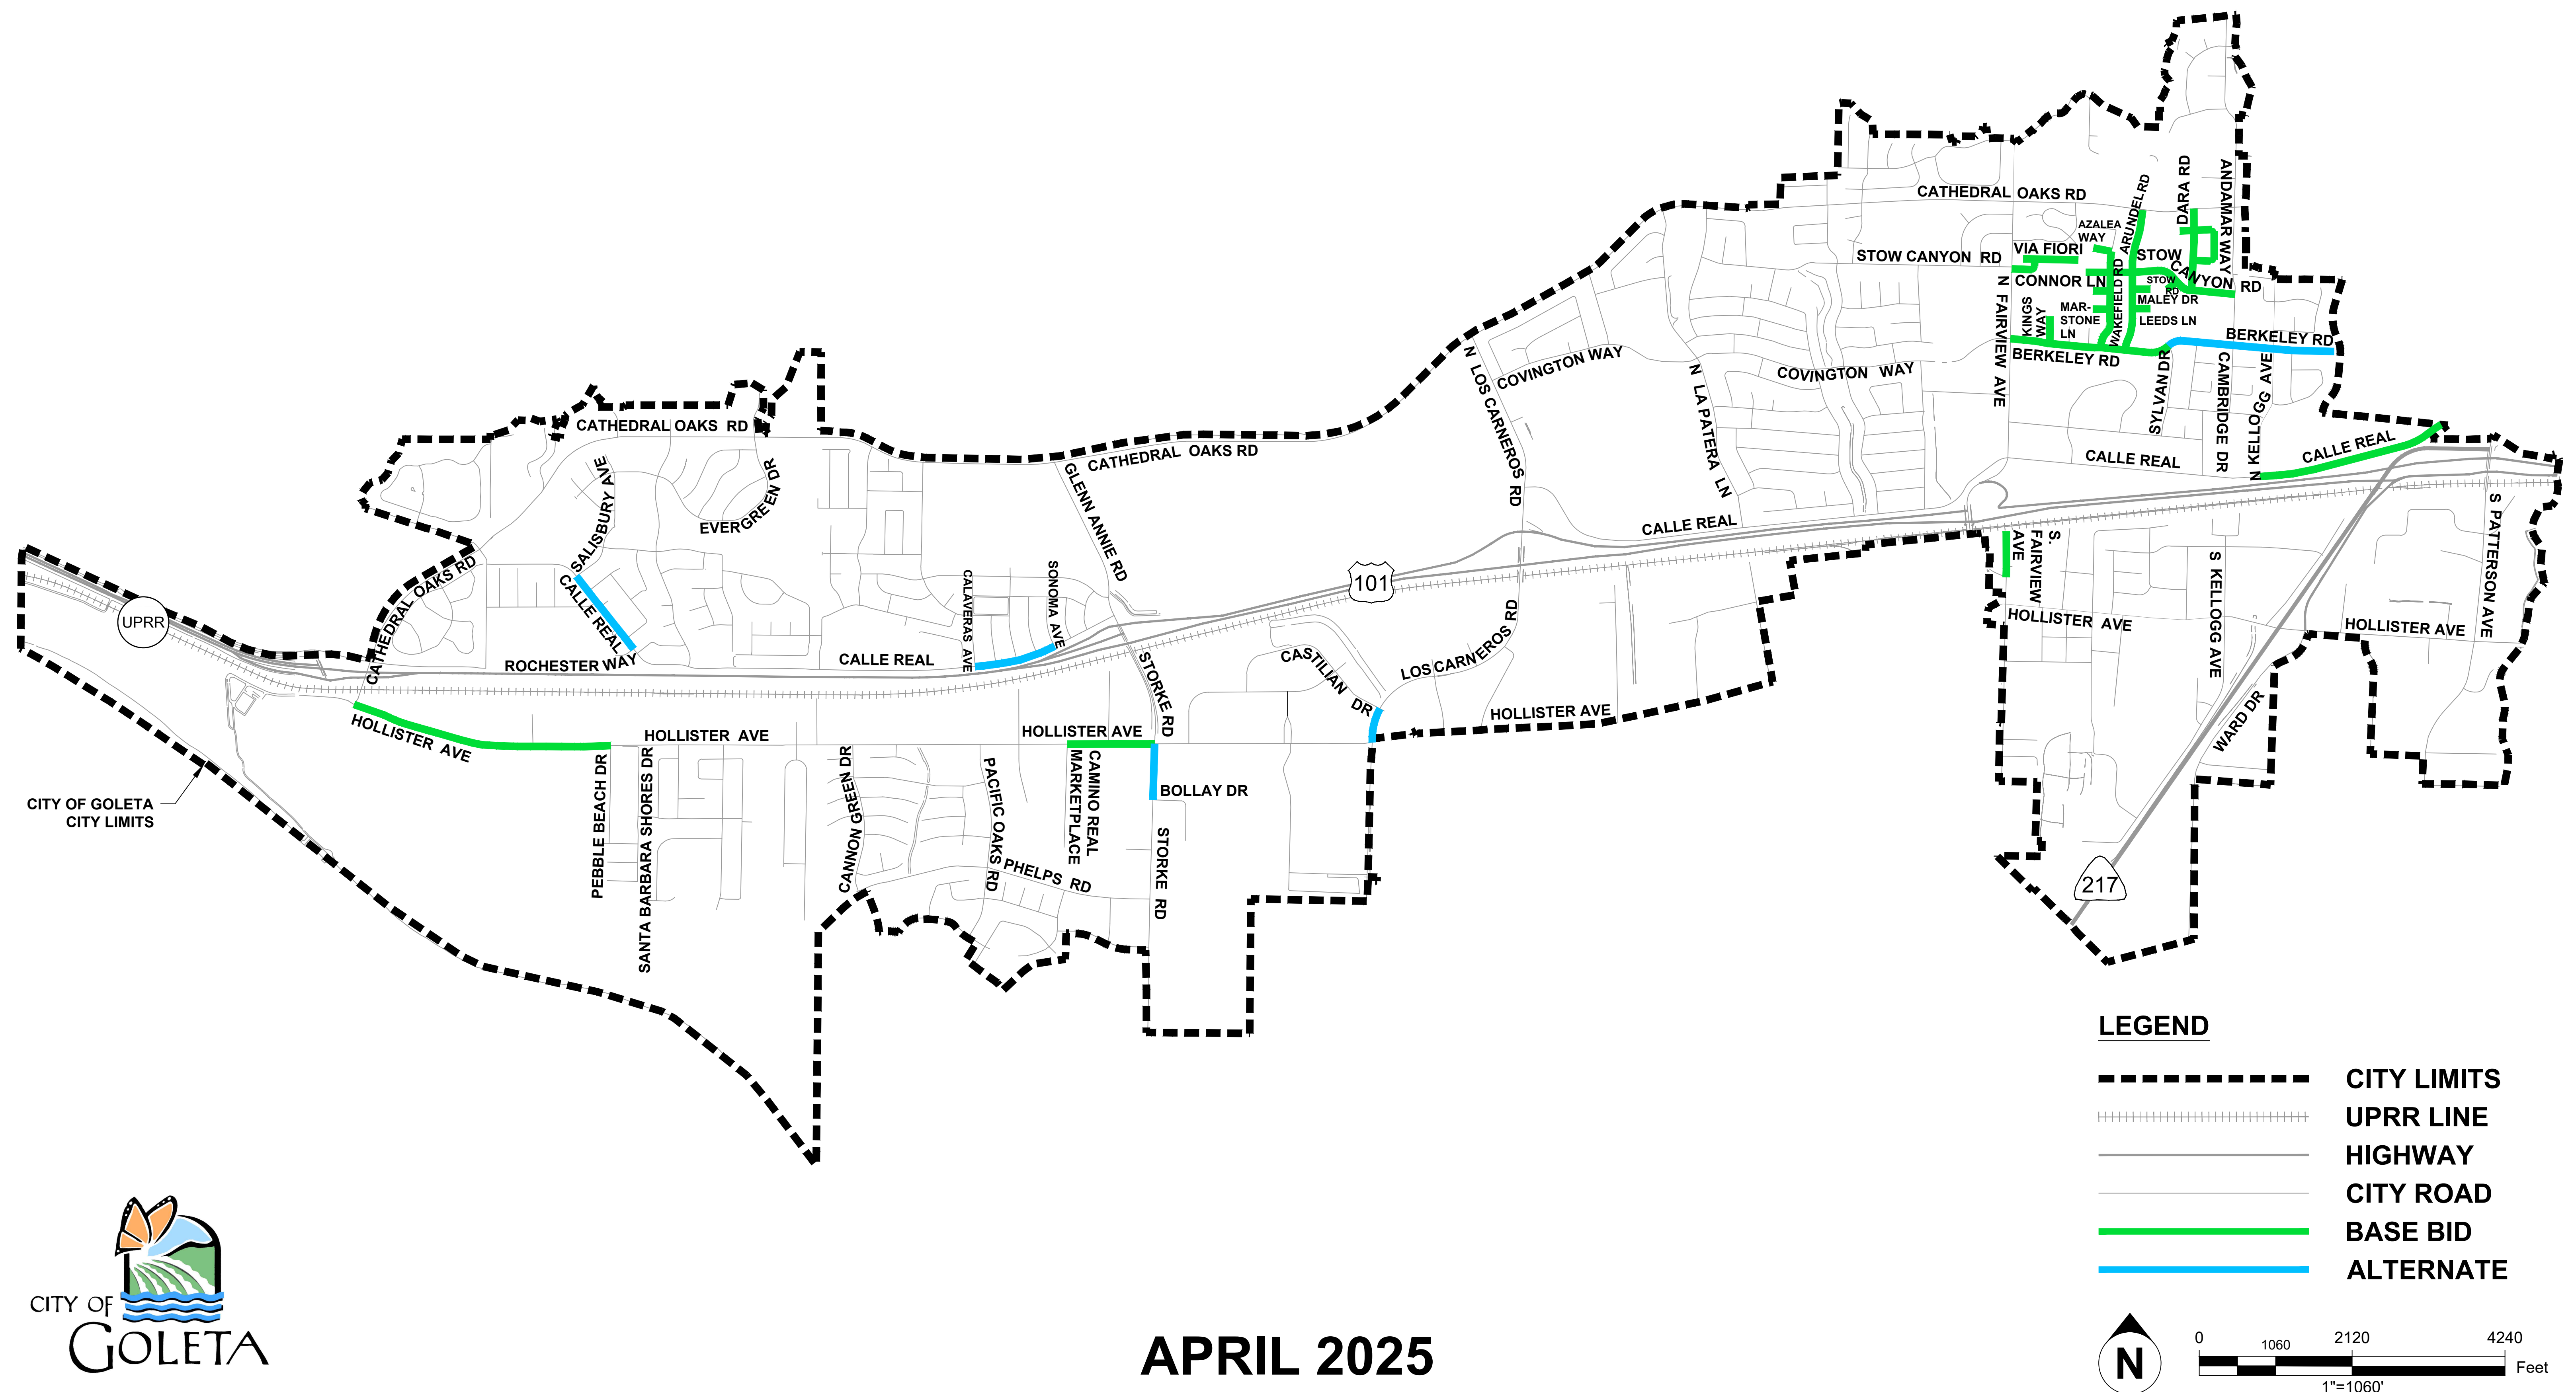 CATHEDRAL OAKS RD
ARUNDEL RD
DARA RD
ANDAMAR WAY
AZALEA
WAY
VIA FIORI
STOW CANYON RD
STOW
CANYON RD
CONNOR LN
STOW
RD
WAKEFIELD RD
MALEY DR
MAR-
STONE
LN
LEEDS LN
KINGS
WAY
N FAIRVIEW AVE
BERKELEY RD
BERKELEY RD
SYLVAN DR
CAMBRIDGE DR
N KELLOGG AVE
CALLE REAL
CALLE REAL
COVINGTON WAY
COVINGTON WAY
N LOS CARNEROS RD
N LA PATERA LN
CALLE REAL
CATHEDRAL OAKS RD
CATHEDRAL OAKS RD
SALISBURY AVE
EVERGREEN DR
GLENN ANNIE RD
CATHEDRAL OAKS RD
CALLE REAL
ROCHESTER WAY
CALLE REAL
CALAVERAS AVE
SONOMA AVE
101
UPRR
S.
FAIRVIEW
AVE
S KELLOGG AVE
S PATTERSON AVE
HOLLISTER AVE
HOLLISTER AVE
WARD DR
217
STORKE RD
CASTILIAN DR
LOS CARNEROS RD
HOLLISTER AVE
HOLLISTER AVE
HOLLISTER AVE
HOLLISTER AVE
PEBBLE BEACH DR
SANTA BARBARA SHORES DR
CANNON GREEN DR
PACIFIC OAKS RD
CAMINO REAL
MARKETPLACE
BOLLAY DR
STORKE RD
PHELPS RD
CITY OF GOLETA
CITY LIMITS
LEGEND
CITY LIMITS
UPRR LINE
HIGHWAY
CITY ROAD
BASE BID
ALTERNATE
N
0 1060 2120 4240
Feet
1"=1060'
CITY OF
GOLETA
APRIL 2025